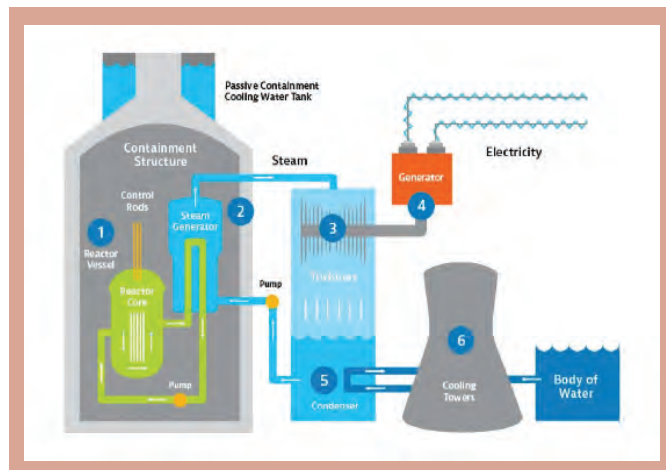 Passive Containment
Cooling Water Tank
Containment
Structure
Steam
Electricity
Generator
4
Control
Rods
1
Reactor
Vessel
Steam
Generator
2
3
Reactor
Core
Pump
Pump
5
Condenser
6
Cooling
Towers
Body of
Water